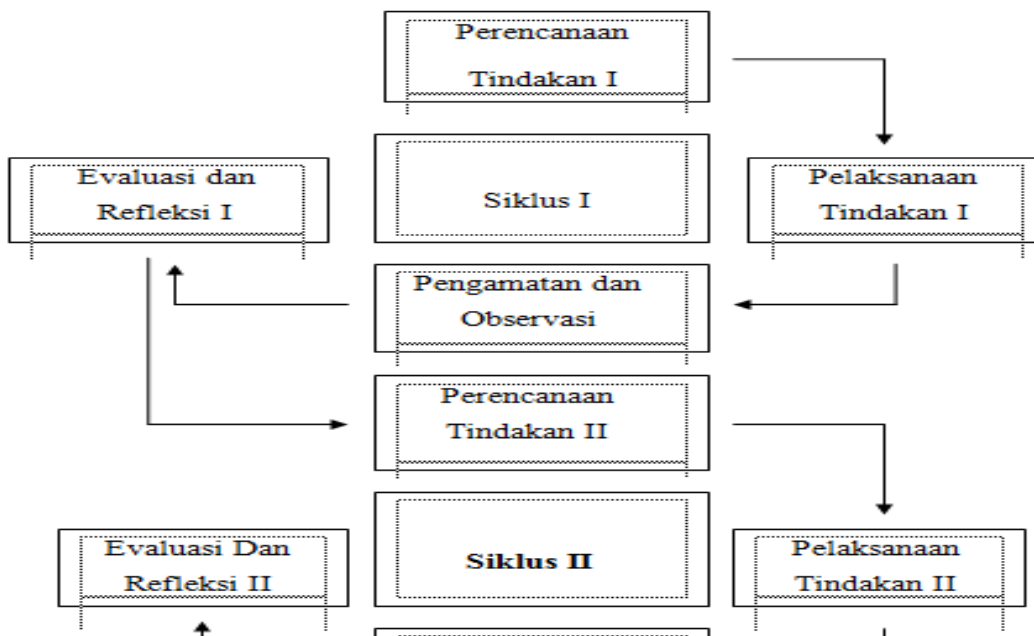 Perencanaan
Tindakan I
Evaluasi dan
Refleksi I
Siklus I
Pelaksanaan
Tindakan I
Pengamatan dan
Observasi
Perencanaan
Tindakan II
Evaluasi Dan
Refleksi II
Siklus II
Pelaksanaan
Tindakan II